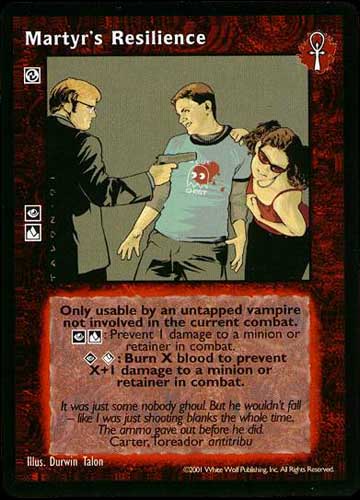 Martyr's Resilience
TALON 01
Only usable by an untapped vampire
not involved in the current combat.
: Prevent 1 damage to a minion or
retainer in combat.
: Burn X blood to prevent
X+1 damage to a minion or
retainer in combat.
It was just some nobody ghoul. But he wouldn't fall
– like I was just shooting blanks the whole time.
The ammo gave out before he did.
Carter, Toreador antitribu
Illus. Durwin Talon
©2001 White Wolf Publishing, Inc. All Rights Reserved.